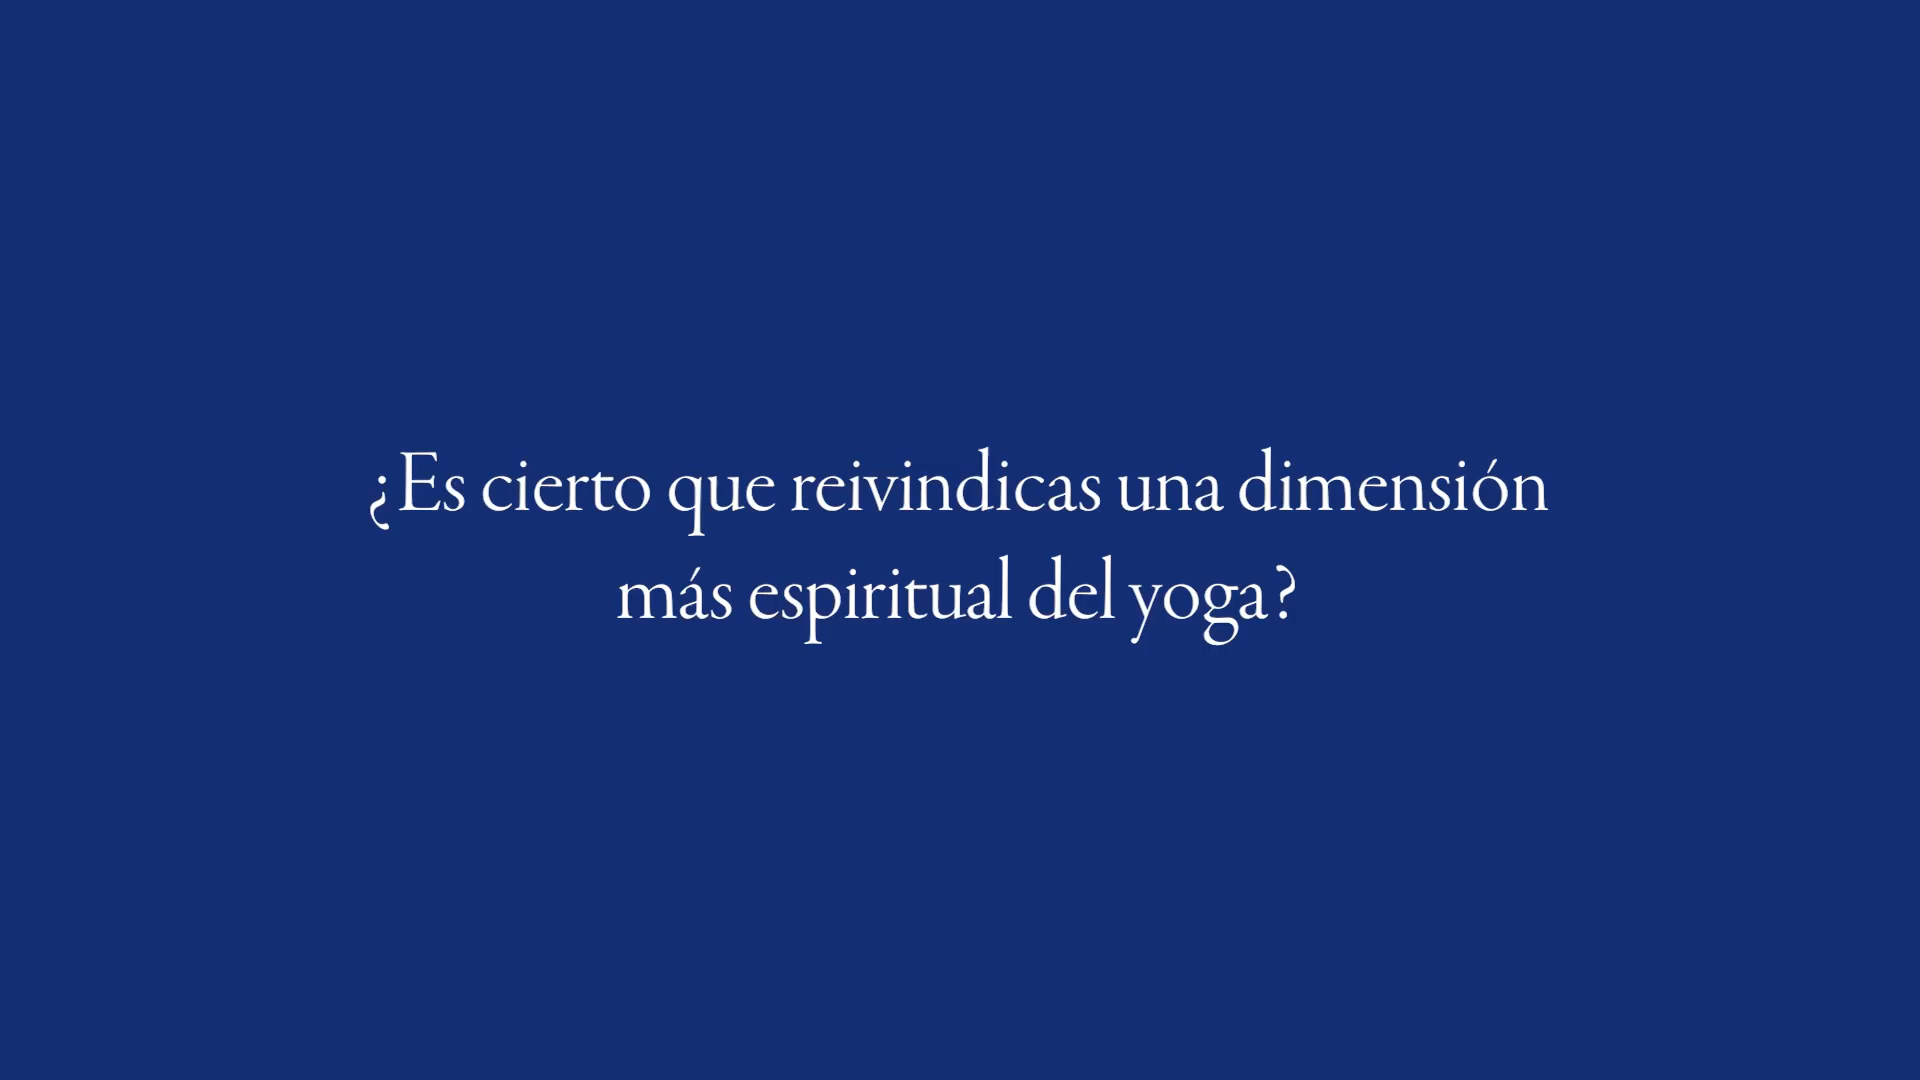 ¿Es cierto que reivindicas una dimensión
más espiritual del yoga?